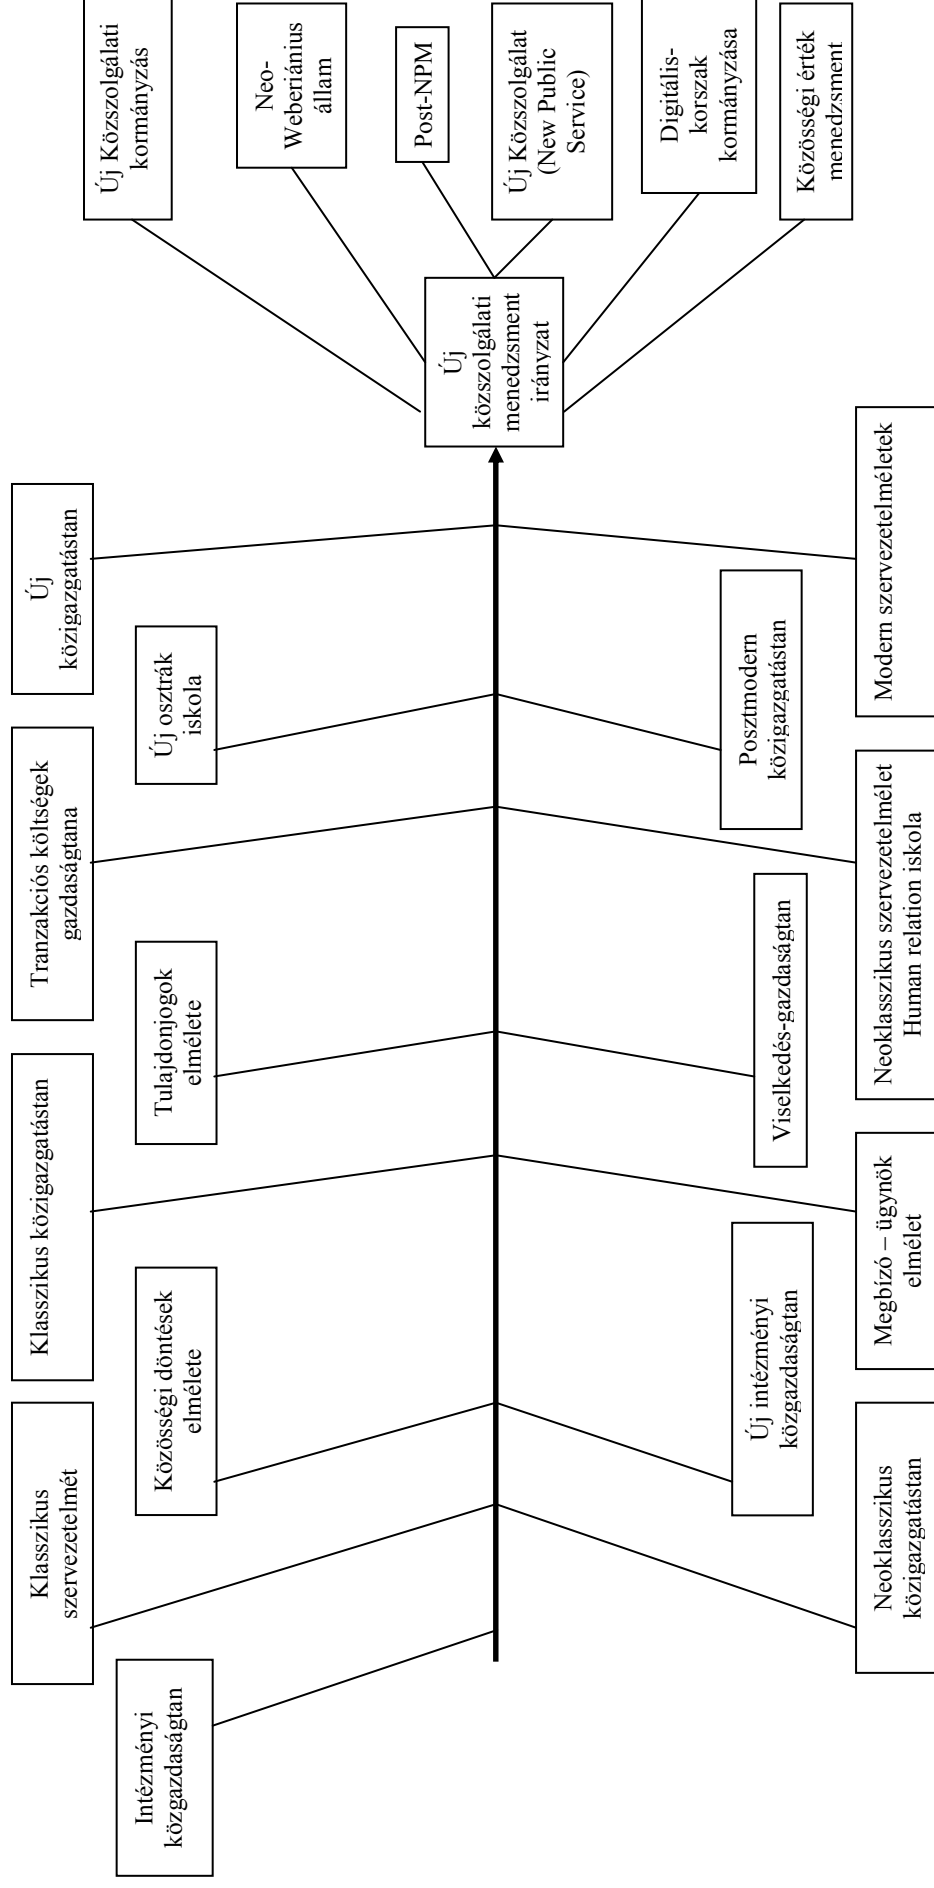 Intézményi
közgazdaságtan
Klasszikus
szervezetelmét
Klasszikus közigazgatástan
Tranzakciós költségek
gazdaságtana
Új
közigazgatástan
Közösségi döntések
elmélete
Tulajdonjogok
elmélete
Új osztrák
iskola
Új
közszolgálati
menedzsment
irányzat
Új Közszolgálati
kormányzás
Neo-
Weberiánius
állam
Post-NPM
Új Közszolgálat
(New Public
Service)
Digitális-
korszak
kormányzása
Közösségi érték
menedzsment
Új intézményi
közgazdaságtan
Viselkedés-gazdaságtan
Posztmodern
közigazgatástan
Neoklasszikus
közigazgatástan
Megbízó – ügynök
elmélet
Neoklasszikus szervezetelmélet
Human relation iskola
Modern szervezetelméletek